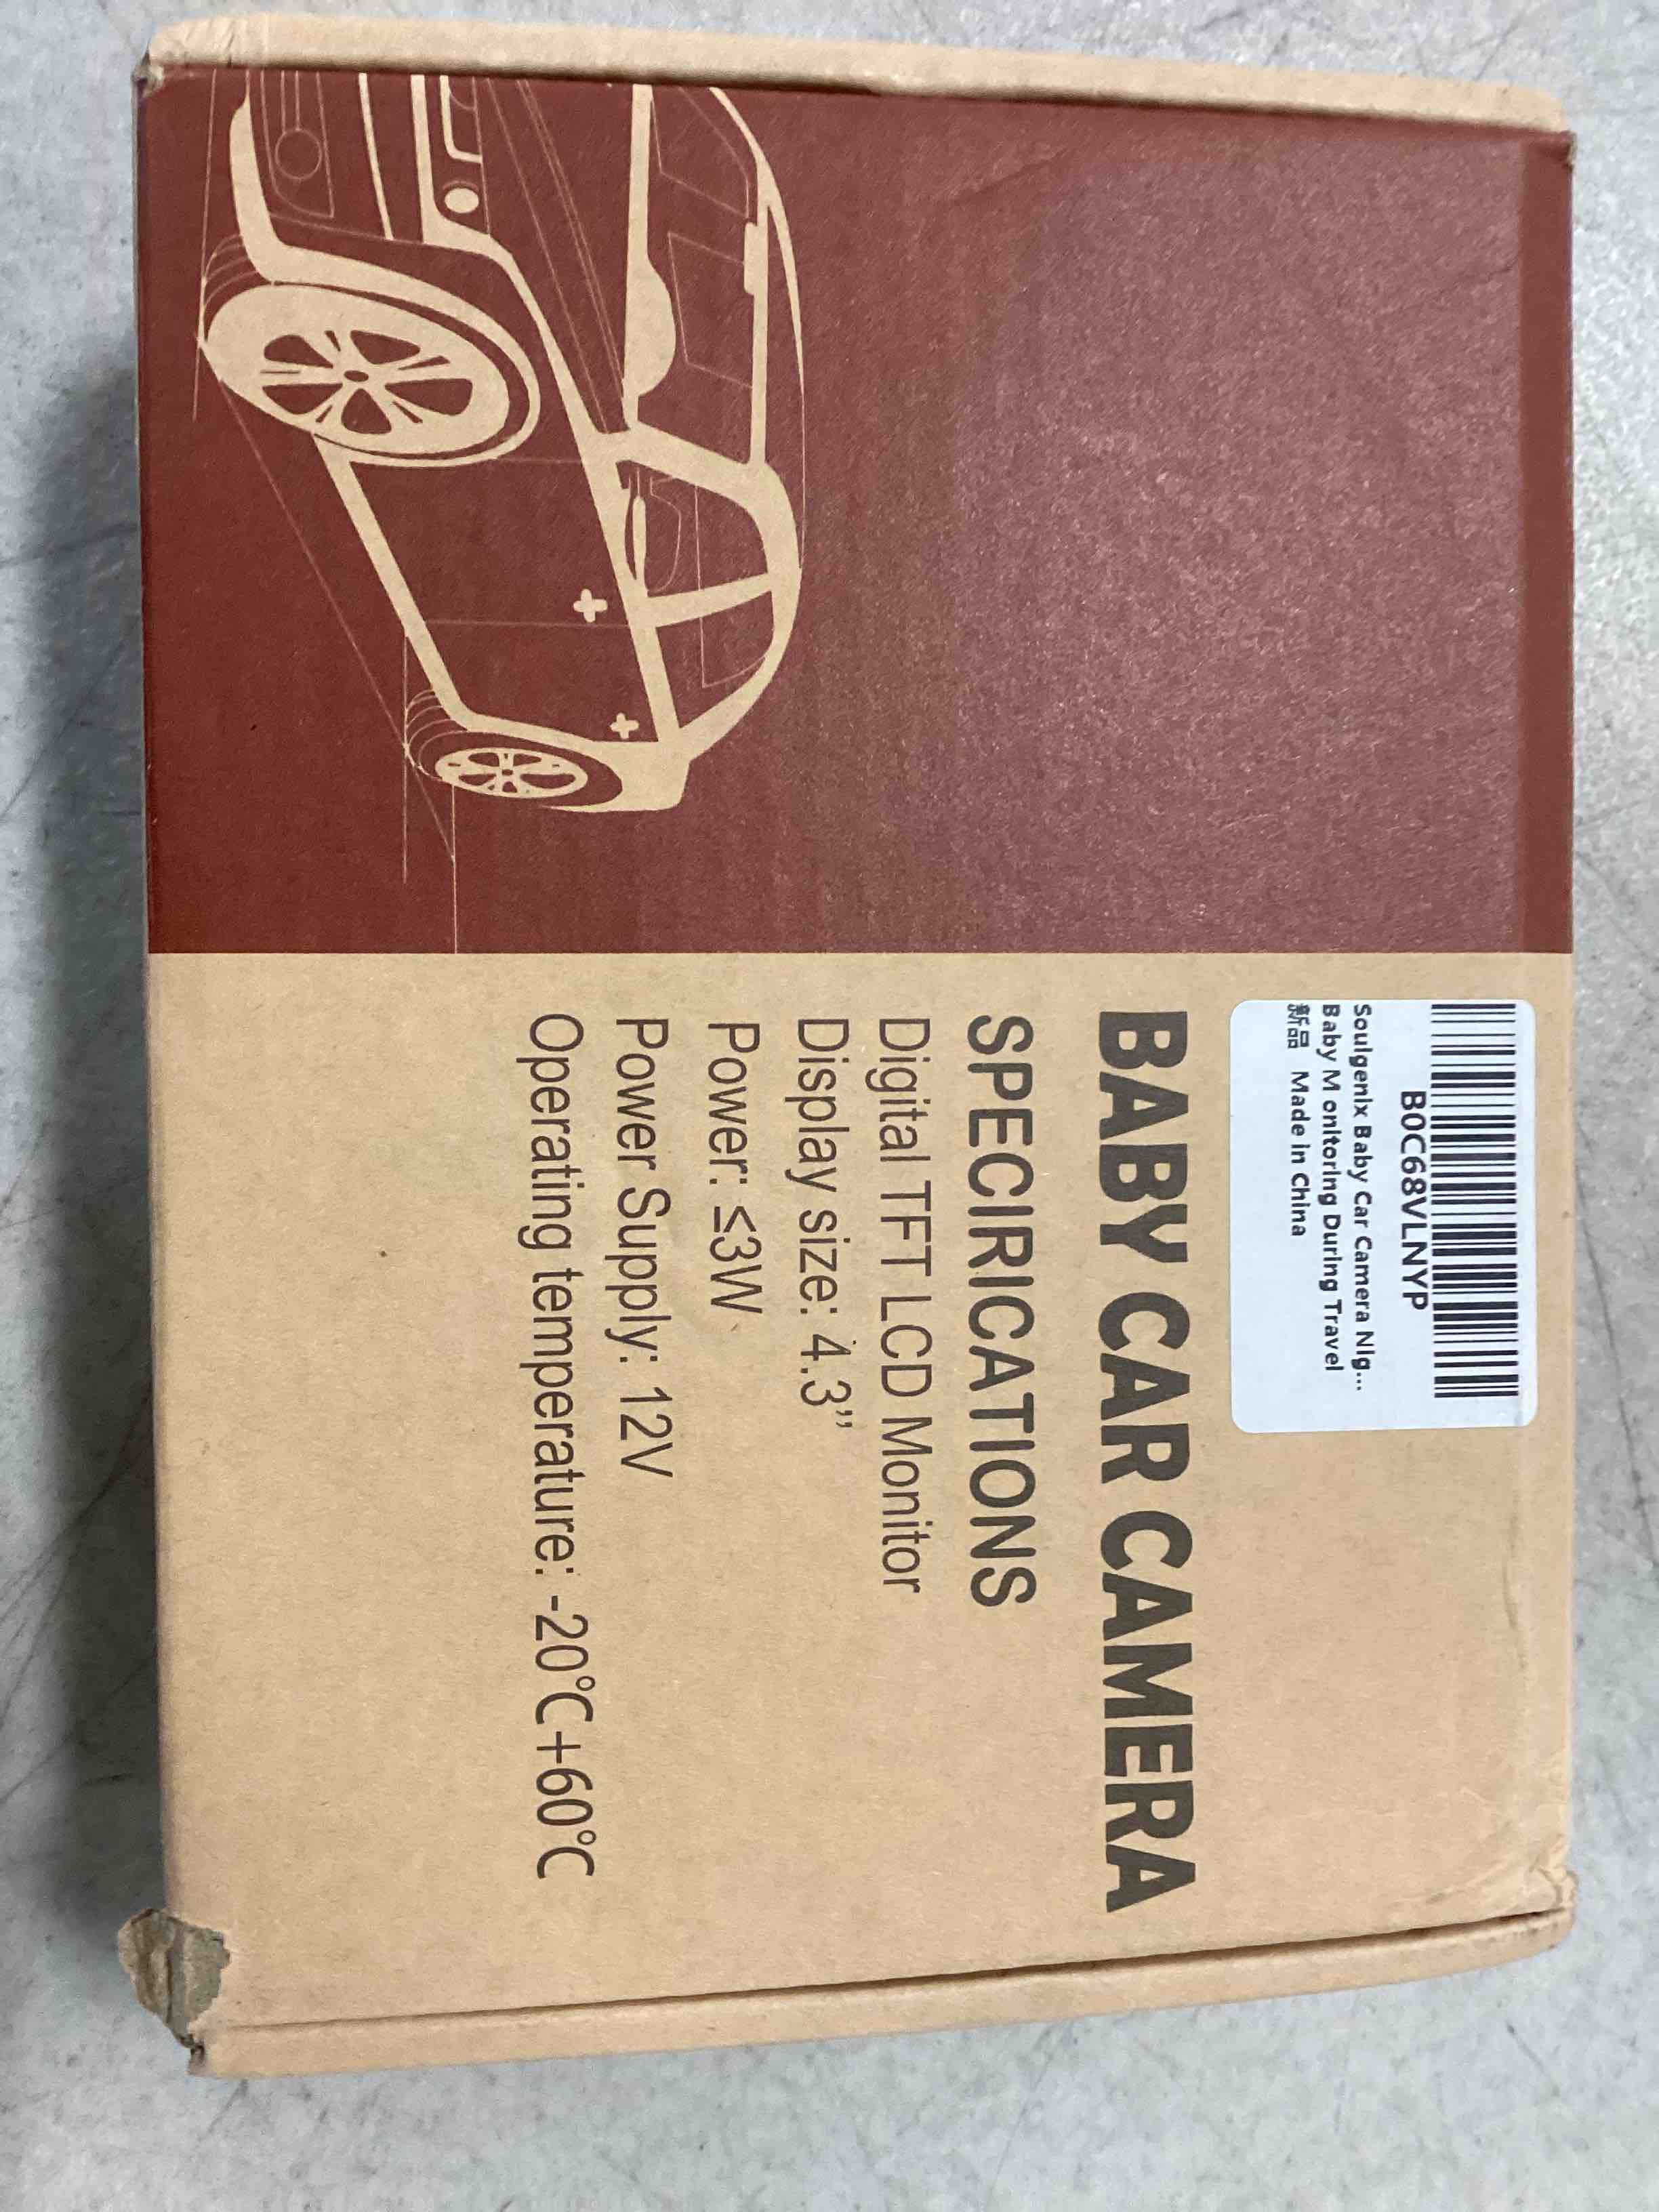 B0C68VLNYP
Soulgenix Baby Car Camera Nig...
Baby M onitoring During Travel
新品 Made in China
BABY CAR CAMERA
SPECIRICATIONS
Digital TFT LCD Monitor
Display size: 4.3”
Power: ≤3W
Power Supply: 12V
Operating temperature: -20℃+60℃